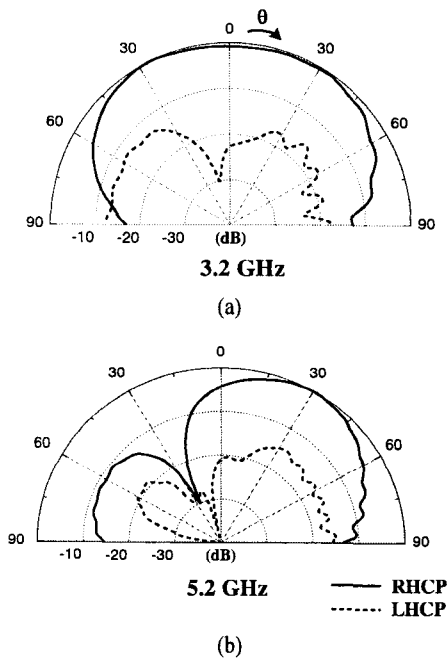 0 θ
30 30
60 60
90 90
-10 -20 -30 (dB)
3.2 GHz
(a)
0
30 30
60 60
90 90
-10 -20 -30 (dB)
5.2 GHz
RHCP
LHCP
(b)